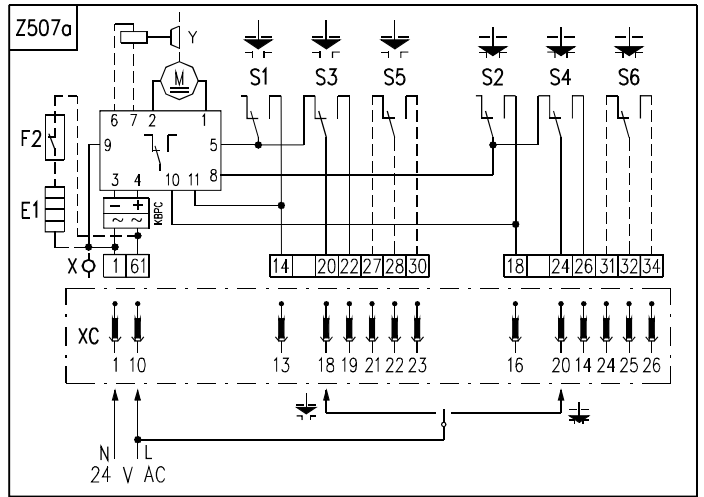 Z507a
Y
M
S1 S3 S5 S2 S4 S6
6 7 2 1
F2
9 5
8
3 4 10 11
E1
− +
~ ~
KBPC
X 1 61 14 20 22 27 28 30 18 24 26 31 32 34
XC
1 10 13 18 19 21 22 23 16 20 14 24 25 26
N L
24 V AC